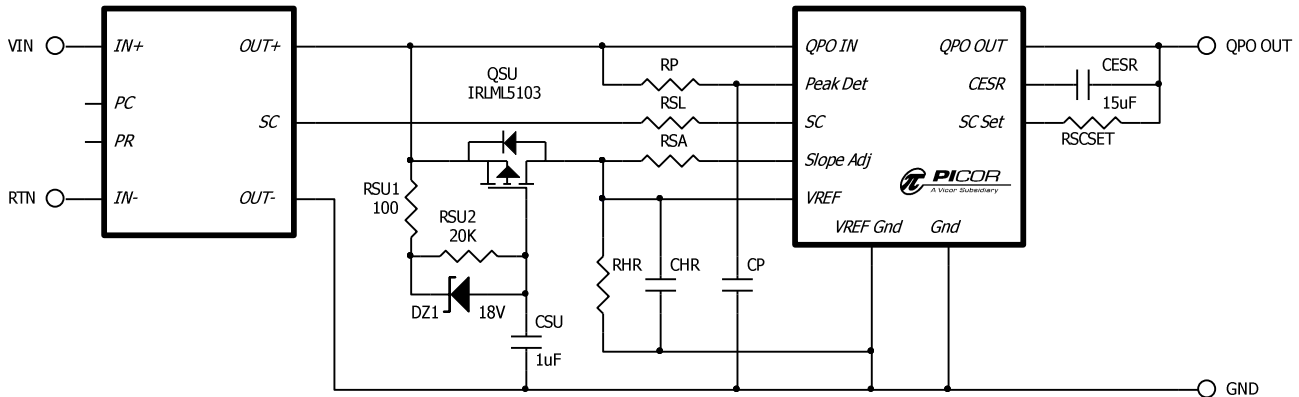 VIN
IN+
OUT+
PC
SC
PR
RTN
IN-
OUT-
QSU
IRLML5103
RSU1
100
RSU2
20K
DZ1
18V
CSU
1uF
RP
RSL
RSA
RHR
CHR
CP
QPO IN
QPO OUT
Peak Det
CESR
SC
SC Set
Slope Adj
PICOR
A Vicor Subsidiary
VREF
VREF Gnd
Gnd
CESR
15uF
RSCSET
QPO OUT
GND